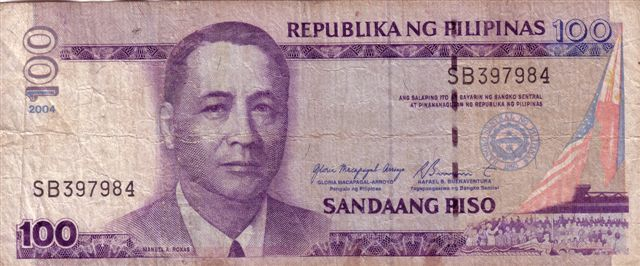 REPUBLIKA NG PILIPINAS
100
100
2004
SB397984
ANG SALAPING ITO AY BAYARIN NG BANGKO SENTRAL
AT PINANANAGUTAN NG REPUBLIKA NG PILIPINAS
Gloria Macapagal-Arroyo
GLORIA MACAPAGAL-ARROYO
Pangulo ng Pilipinas
RAFAEL B. BUENAVENTURA
Tagapangasiwa ng Bangko Sentral
SB397984
SANDAANG PISO
100
MANUEL A. ROXAS